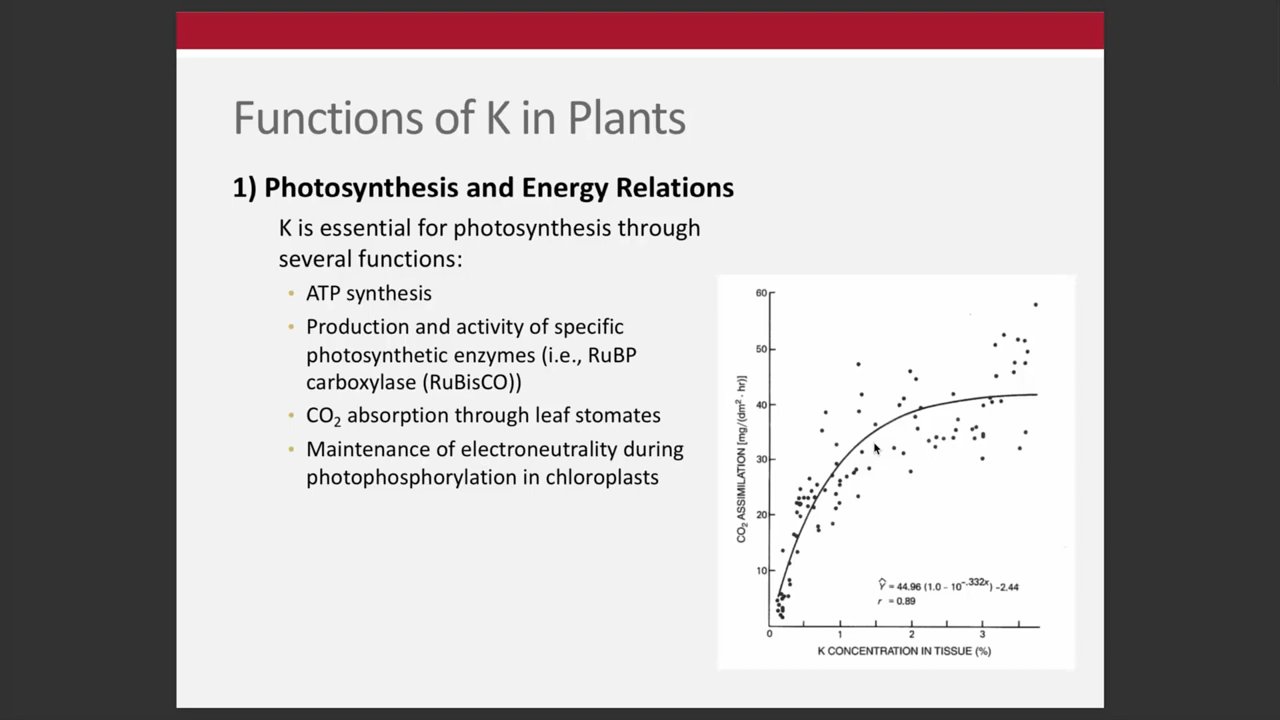 Functions of K in Plants
1) Photosynthesis and Energy Relations
K is essential for photosynthesis through
several functions:
• ATP synthesis
• Production and activity of specific
photosynthetic enzymes (i.e., RuBP
carboxylase (RuBisCO))
• CO₂ absorption through leaf stomates
• Maintenance of electroneutrality during
photophosphorylation in chloroplasts
60
50
40
30
20
10
CO₂ ASSIMILATION [mg/(dm²·hr)]
Ŷ = 44.96 (1.0 – 10^-.332x) –2.44
r = 0.89
0 1 2 3
K CONCENTRATION IN TISSUE (%)